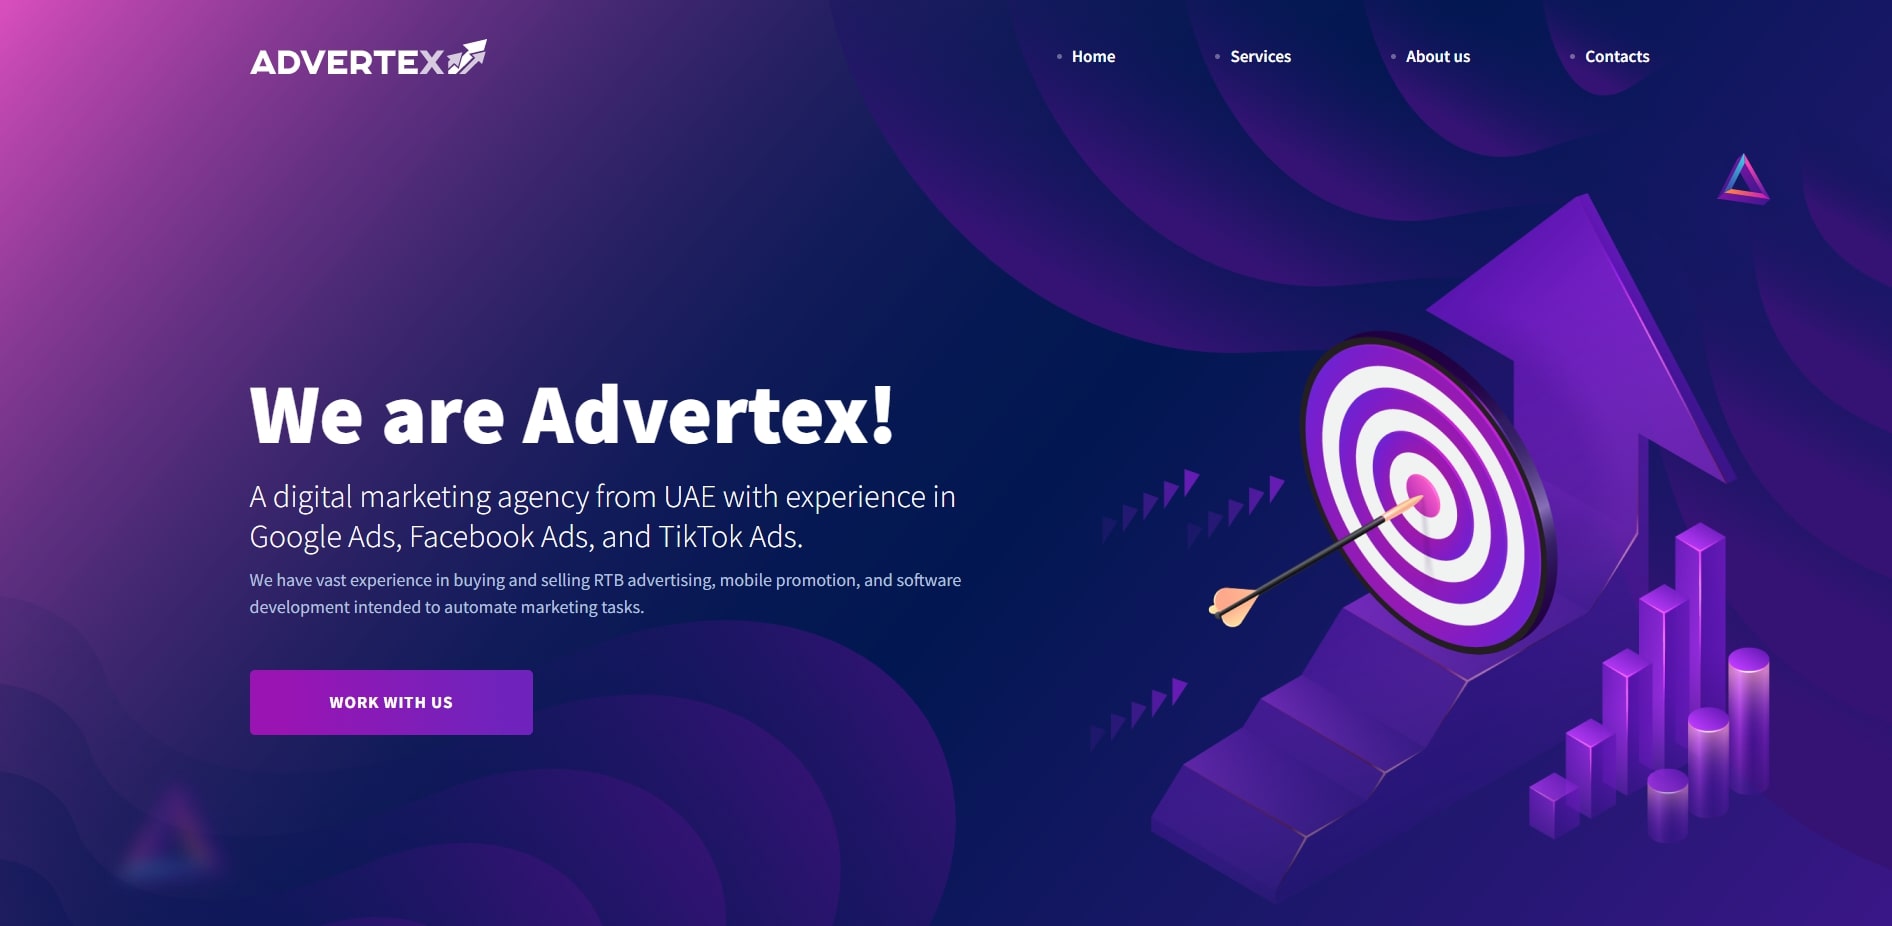 ADVERTEX
Home
Services
About us
Contacts
We are Advertex!
A digital marketing agency from UAE with experience in
Google Ads, Facebook Ads, and TikTok Ads.
We have vast experience in buying and selling RTB advertising, mobile promotion, and software
development intended to automate marketing tasks.
WORK WITH US